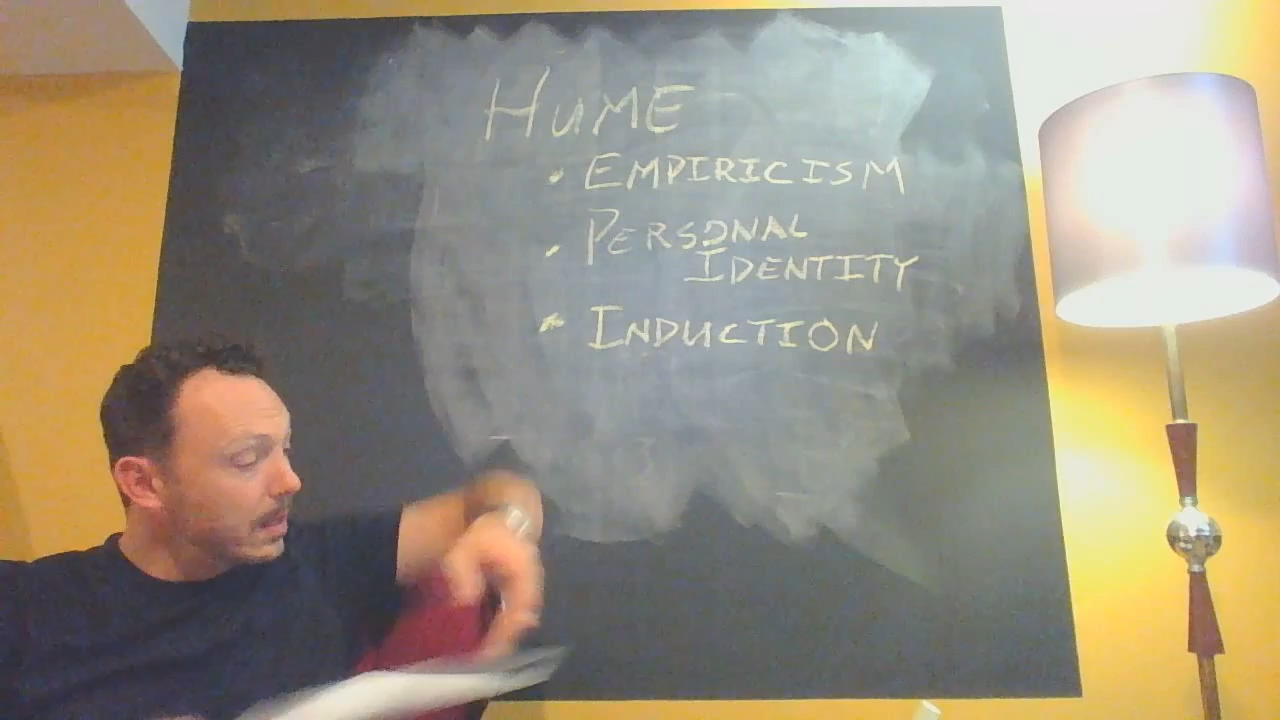 HUME
• EMPIRICISM
• PERSONAL
IDENTITY
• INDUCTION